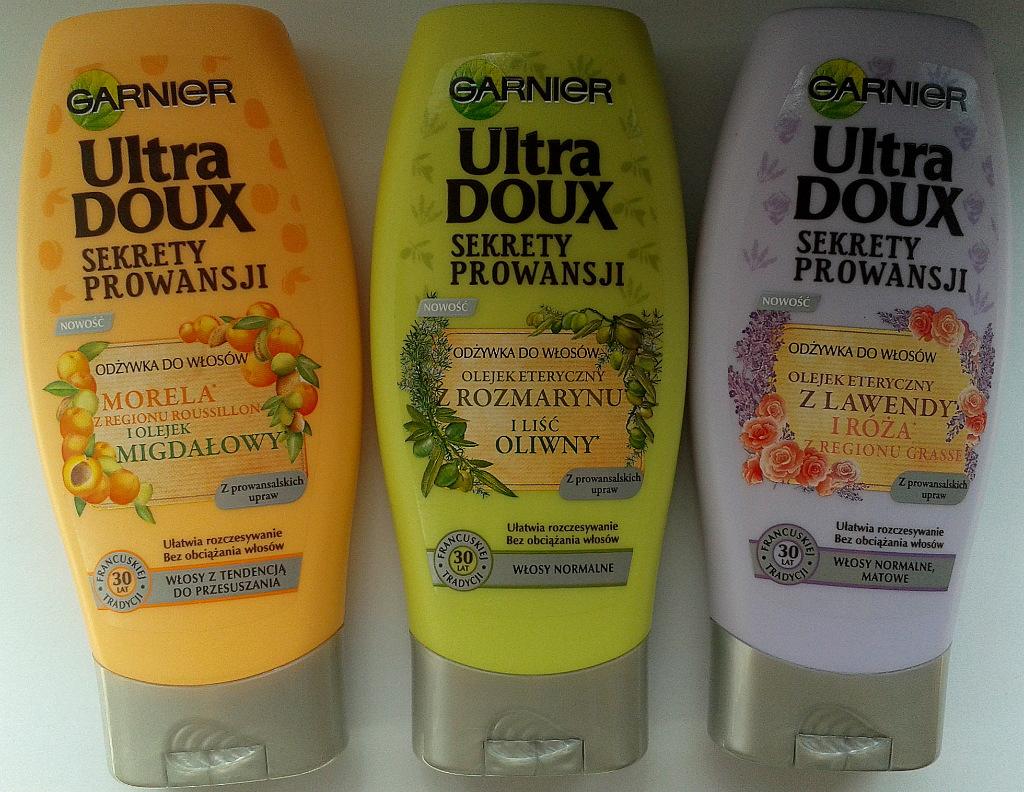 GARNIER
Ultra
DOUX
SEKRETY
PROWANSJI
NOWOŚĆ
ODŻYWKA DO WŁOSÓW
MORELA*
Z REGIONU ROUSSILLON
I OLEJEK
MIGDAŁOWY*
Z prowansalskich
upraw
Ułatwia rozczesywanie
Bez obciążania włosów
FRANCUSKIEJ
30
LAT
TRADYCJI
WŁOSY Z TENDENCJĄ
DO PRZESUSZANIA
GARNIER
Ultra
DOUX
SEKRETY
PROWANSJI
NOWOŚĆ
ODŻYWKA DO WŁOSÓW
OLEJEK ETERYCZNY
Z ROZMARYNU
I LIŚĆ
OLIWNY*
Z prowansalskich
upraw
Ułatwia rozczesywanie
Bez obciążania włosów
FRANCUSKIEJ
30
LAT
TRADYCJI
WŁOSY NORMALNE
GARNIER
Ultra
DOUX
SEKRETY
PROWANSJI
NOWOŚĆ
ODŻYWKA DO WŁOSÓW
OLEJEK ETERYCZNY
Z LAWENDY*
I RÓŻA*
Z REGIONU GRASSE
Z prowansalskich
upraw
Ułatwia rozczesywanie
Bez obciążania włosów
FRANCUSKIEJ
30
LAT
TRADYCJI
WŁOSY NORMALNE,
MATOWE